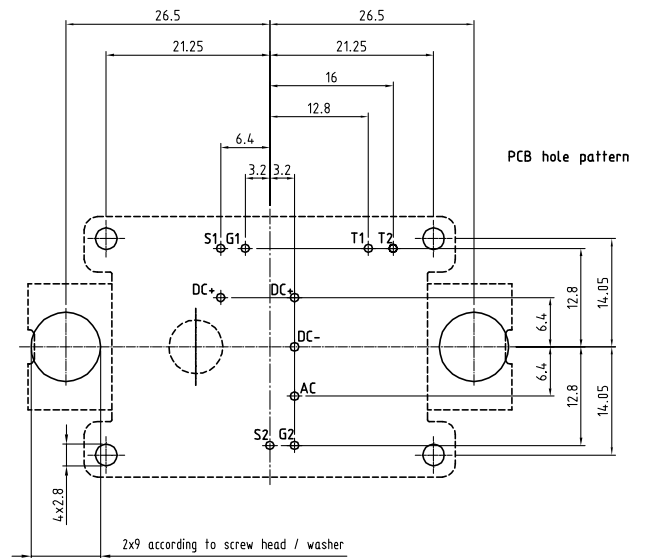 26.5 26.5
21.25 21.25
16
12.8
6.4
3.2 3.2
PCB hole pattern
S1 G1 T1 T2
DC+ DC+
DC-
AC
S2 G2
6.4 12.8 14.05
6.4 12.8 14.05
4x2.8
2x9 according to screw head / washer